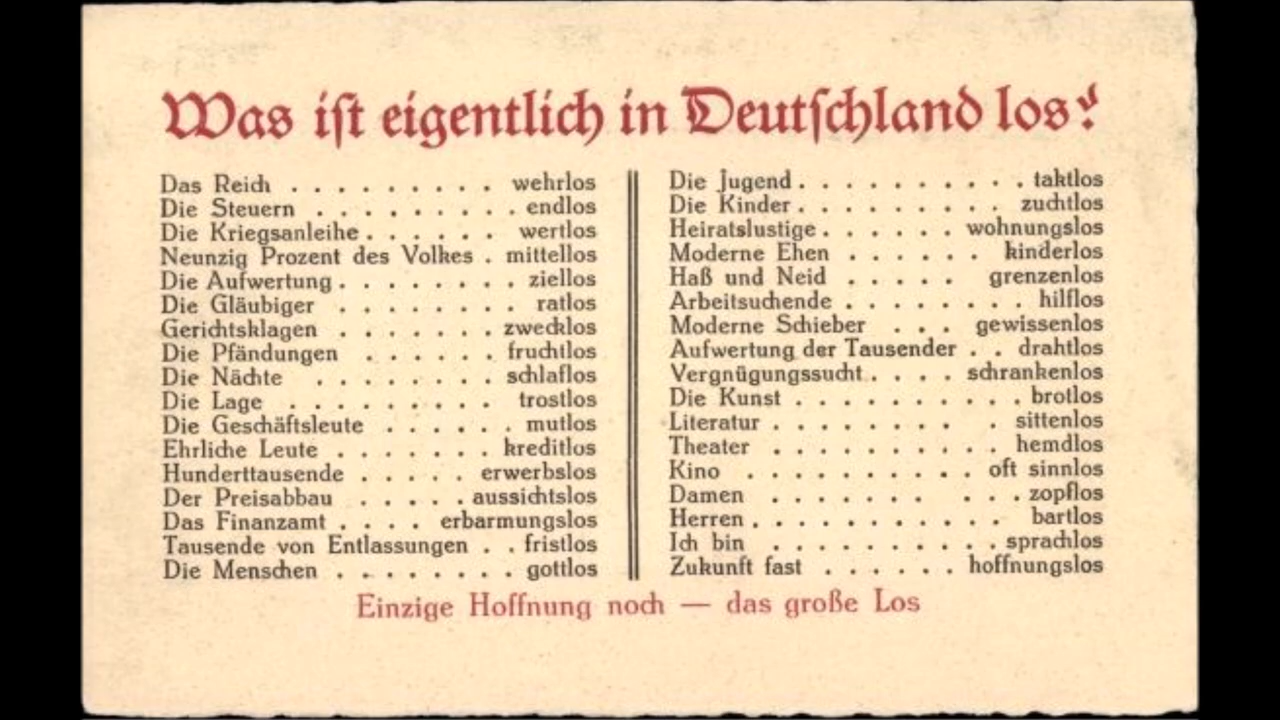 Was ist eigentlich in Deutschland los?
Das Reich . . . . . . . . . wehrlos
Die Steuern . . . . . . . . . endlos
Die Kriegsanleihe . . . . . . wertlos
Neunzig Prozent des Volkes . mittellos
Die Aufwertung . . . . . . . ziellos
Die Gläubiger . . . . . . . ratlos
Gerichtsklagen . . . . . . . zwecklos
Die Pfändungen . . . . . . fruchtlos
Die Nächte . . . . . . . . schlaflos
Die Lage . . . . . . . . . trostlos
Die Geschäftsleute . . . . . . mutlos
Ehrliche Leute . . . . . . . kreditlos
Hunderttausende . . . . . erwerbslos
Der Preisabbau . . . . . aussichtslos
Das Finanzamt . . . . erbarmungslos
Tausende von Entlassungen . . fristlos
Die Menschen . . . . . . . . gottlos
Die Jugend . . . . . . . . . . . taktlos
Die Kinder . . . . . . . . . zuchtlos
Heiratslustige . . . . . . wohnungslos
Moderne Ehen . . . . . . kinderlos
Haß und Neid . . . . . grenzenlos
Arbeitsuchende . . . . . . . . hilflos
Moderne Schieber . . . gewissenlos
Aufwertung der Tausender . . drahtlos
Vergnügungssucht . . . . schrankenlos
Die Kunst . . . . . . . . . . brotlos
Literatur . . . . . . . . . sittenlos
Theater . . . . . . . . . hemdlos
Kino . . . . . . . . . . oft sinnlos
Damen . . . . . . . . . . zopflos
Herren . . . . . . . . . . . bartlos
Ich bin . . . . . . . . . . sprachlos
Zukunft fast . . . . . . hoffnungslos
Einzige Hoffnung noch — das große Los